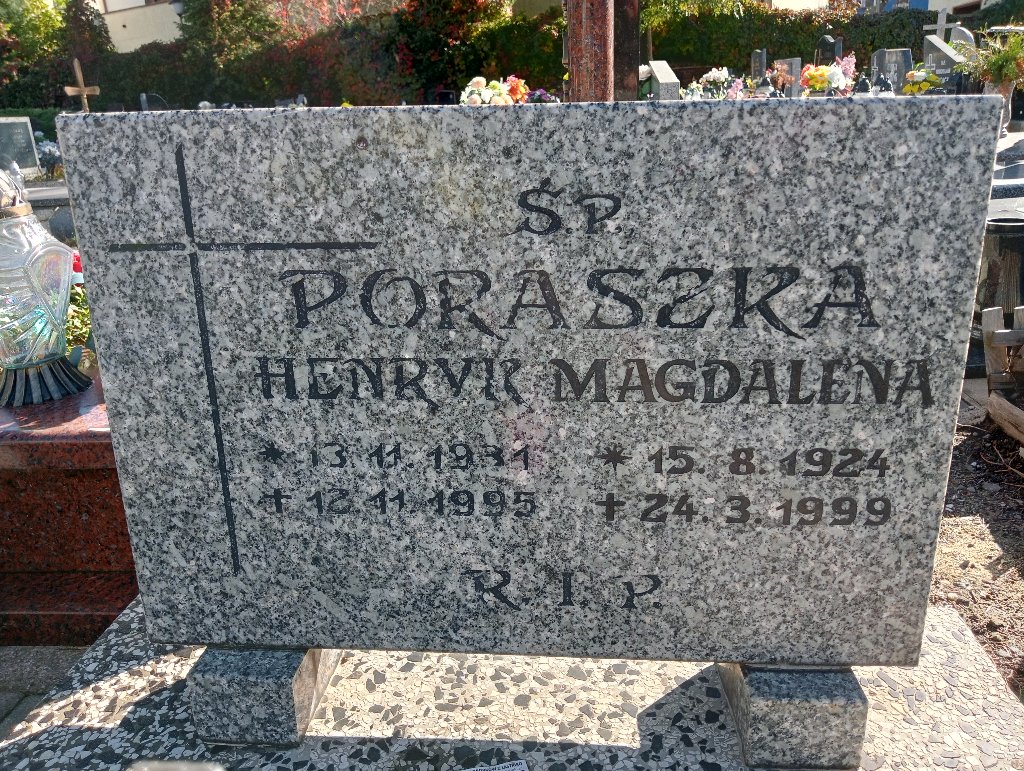 Ś.P.
PORASZKA
HENRYK MAGDALENA
* 13.11.1931 * 15.8.1924
+ 12.11.1995 + 24.3.1999
R.I.P.